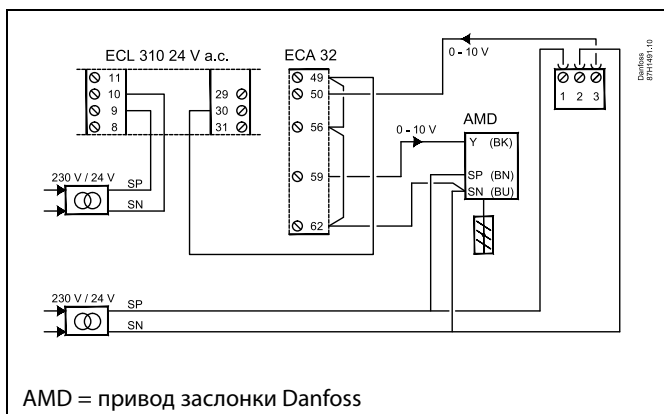 ECL 310 24 V a.c.
11
10
9
8
29
30
31
ECA 32
49
50
56
59
62
0 - 10 V
0 - 10 V
1 2 3
Danfoss
87H1491.10
AMD
Y (BK)
SP (BN)
SN (BU)
230 V / 24 V
SP
SN
230 V / 24 V
SP
SN
AMD = привод заслонки Danfoss